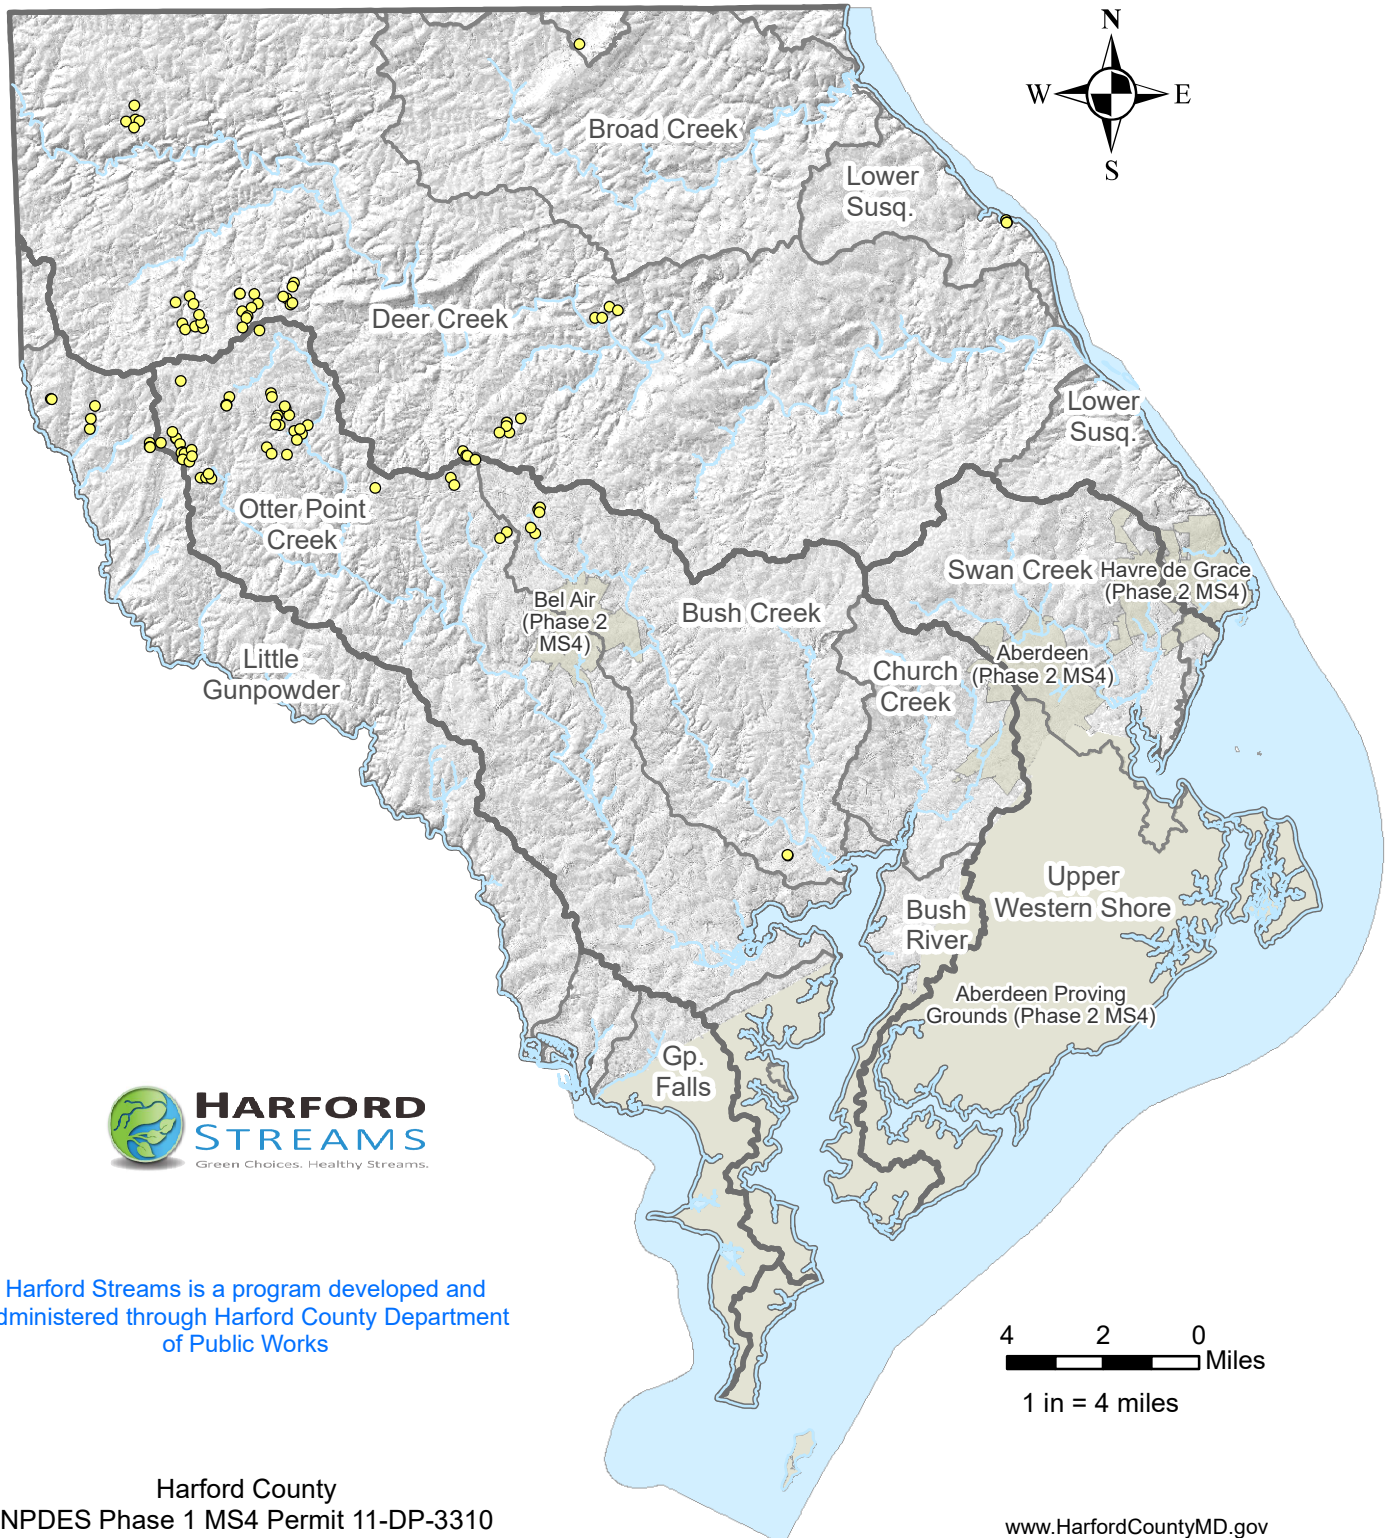 N
W E
S
Broad Creek
Lower
Susq.
Deer Creek
Lower
Susq.
Otter Point
Creek
Swan Creek
Havre de Grace
(Phase 2 MS4)
Bel Air
(Phase 2
MS4)
Bush Creek
Aberdeen
(Phase 2 MS4)
Church
Creek
Little
Gunpowder
Upper
Western Shore
Bush
River
Aberdeen Proving
Grounds (Phase 2 MS4)
Gp.
Falls
HARFORD
STREAMS
Green Choices. Healthy Streams.
Harford Streams is a program developed and
dministered through Harford County Department
of Public Works
4 2 0
Miles
1 in = 4 miles
Harford County
NPDES Phase 1 MS4 Permit 11-DP-3310
www.HarfordCountyMD.gov